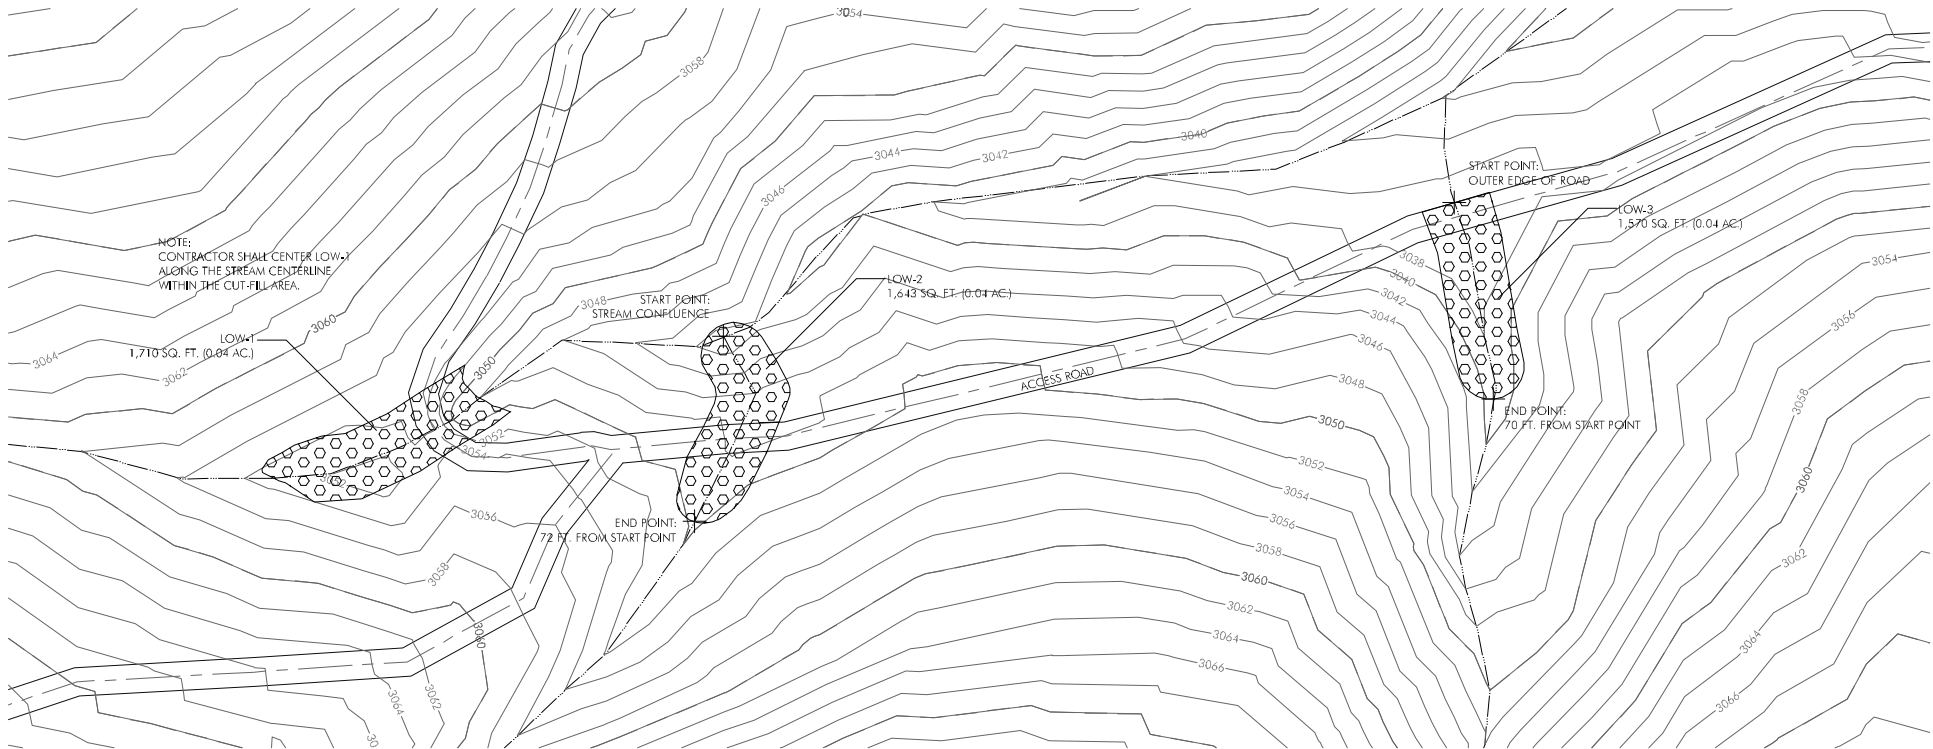 3054
3058
3040
3044
3042
3046
START POINT:
OUTER EDGE OF ROAD
LOW-3
1,570 SQ. FT. (0.04 AC.)
NOTE:
CONTRACTOR SHALL CENTER LOW-1
ALONG THE STREAM CENTERLINE
WITHIN THE CUT-FILL AREA.
3038
3040
3042
3044
3046
3048
3054
3056
3058
LOW-2
1,643 SQ. FT. (0.04 AC.)
3048
START POINT:
STREAM CONFLUENCE
3060
LOW-1
1,710 SQ. FT. (0.04 AC.)
3064
3062
3050
ACCESS ROAD
3052
3054
3052
3050
END POINT:
70 FT. FROM START POINT
3052
3054
3056
3058
3060
3062
3064
3066
3060
3062
3064
3066
3056
END POINT:
72 FT. FROM START POINT
3058
3060
3062
3064
30